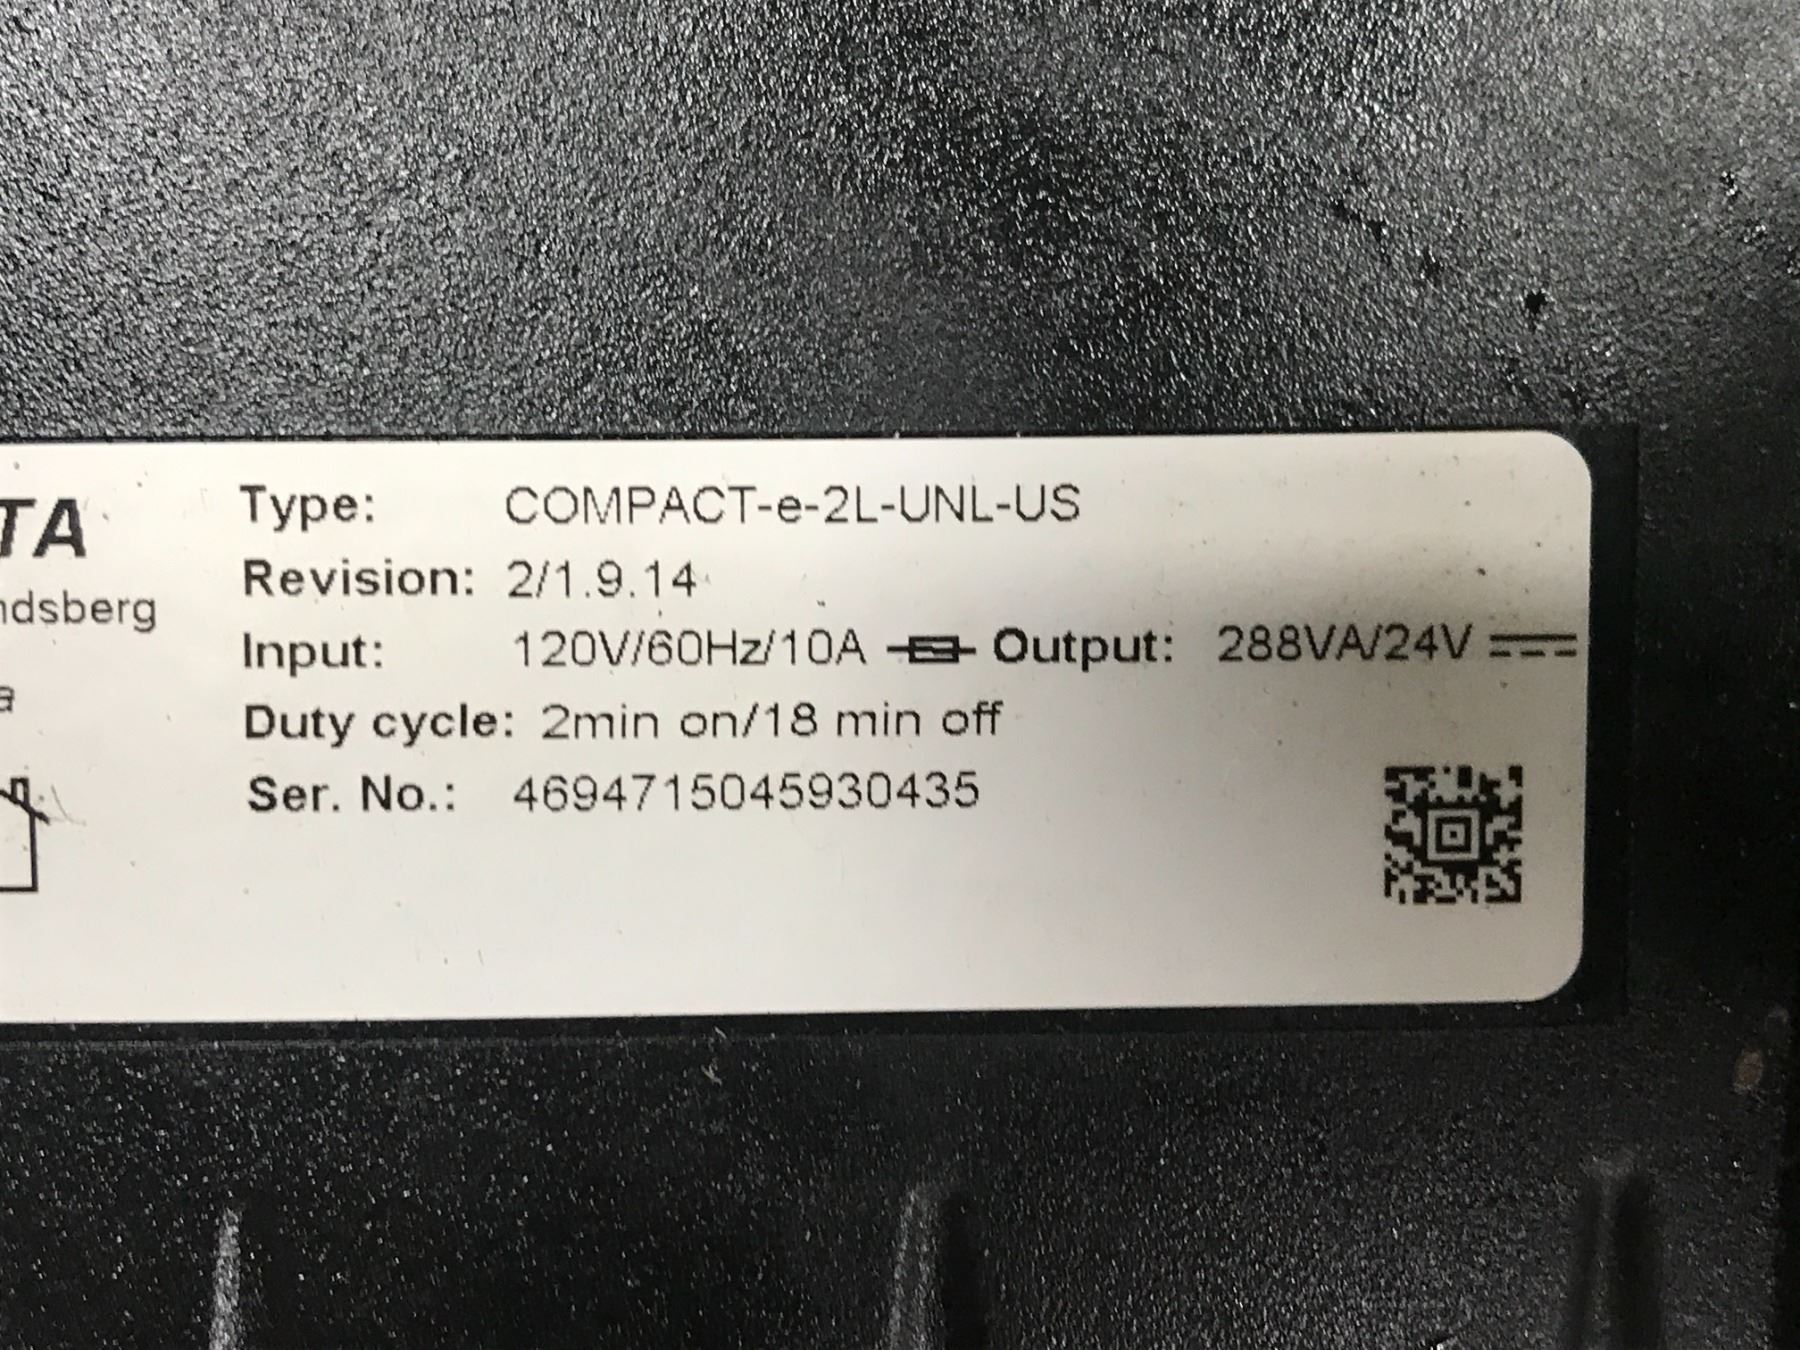 TA
ndsberg
a
Type: COMPACT-e-2L-UNL-US
Revision: 2/1.9.14
Input: 120V/60Hz/10A Output: 288VA/24V
Duty cycle: 2min on/18 min off
Ser. No.: 4694715045930435